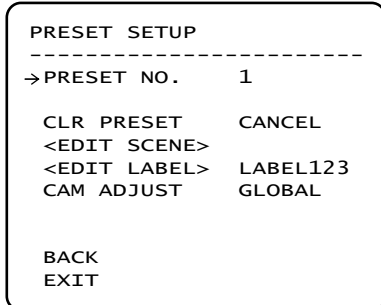 PRESET SETUP
------------------------
→PRESET NO. 1
CLR PRESET CANCEL
<EDIT SCENE>
<EDIT LABEL> LABEL123
CAM ADJUST GLOBAL
BACK
EXIT